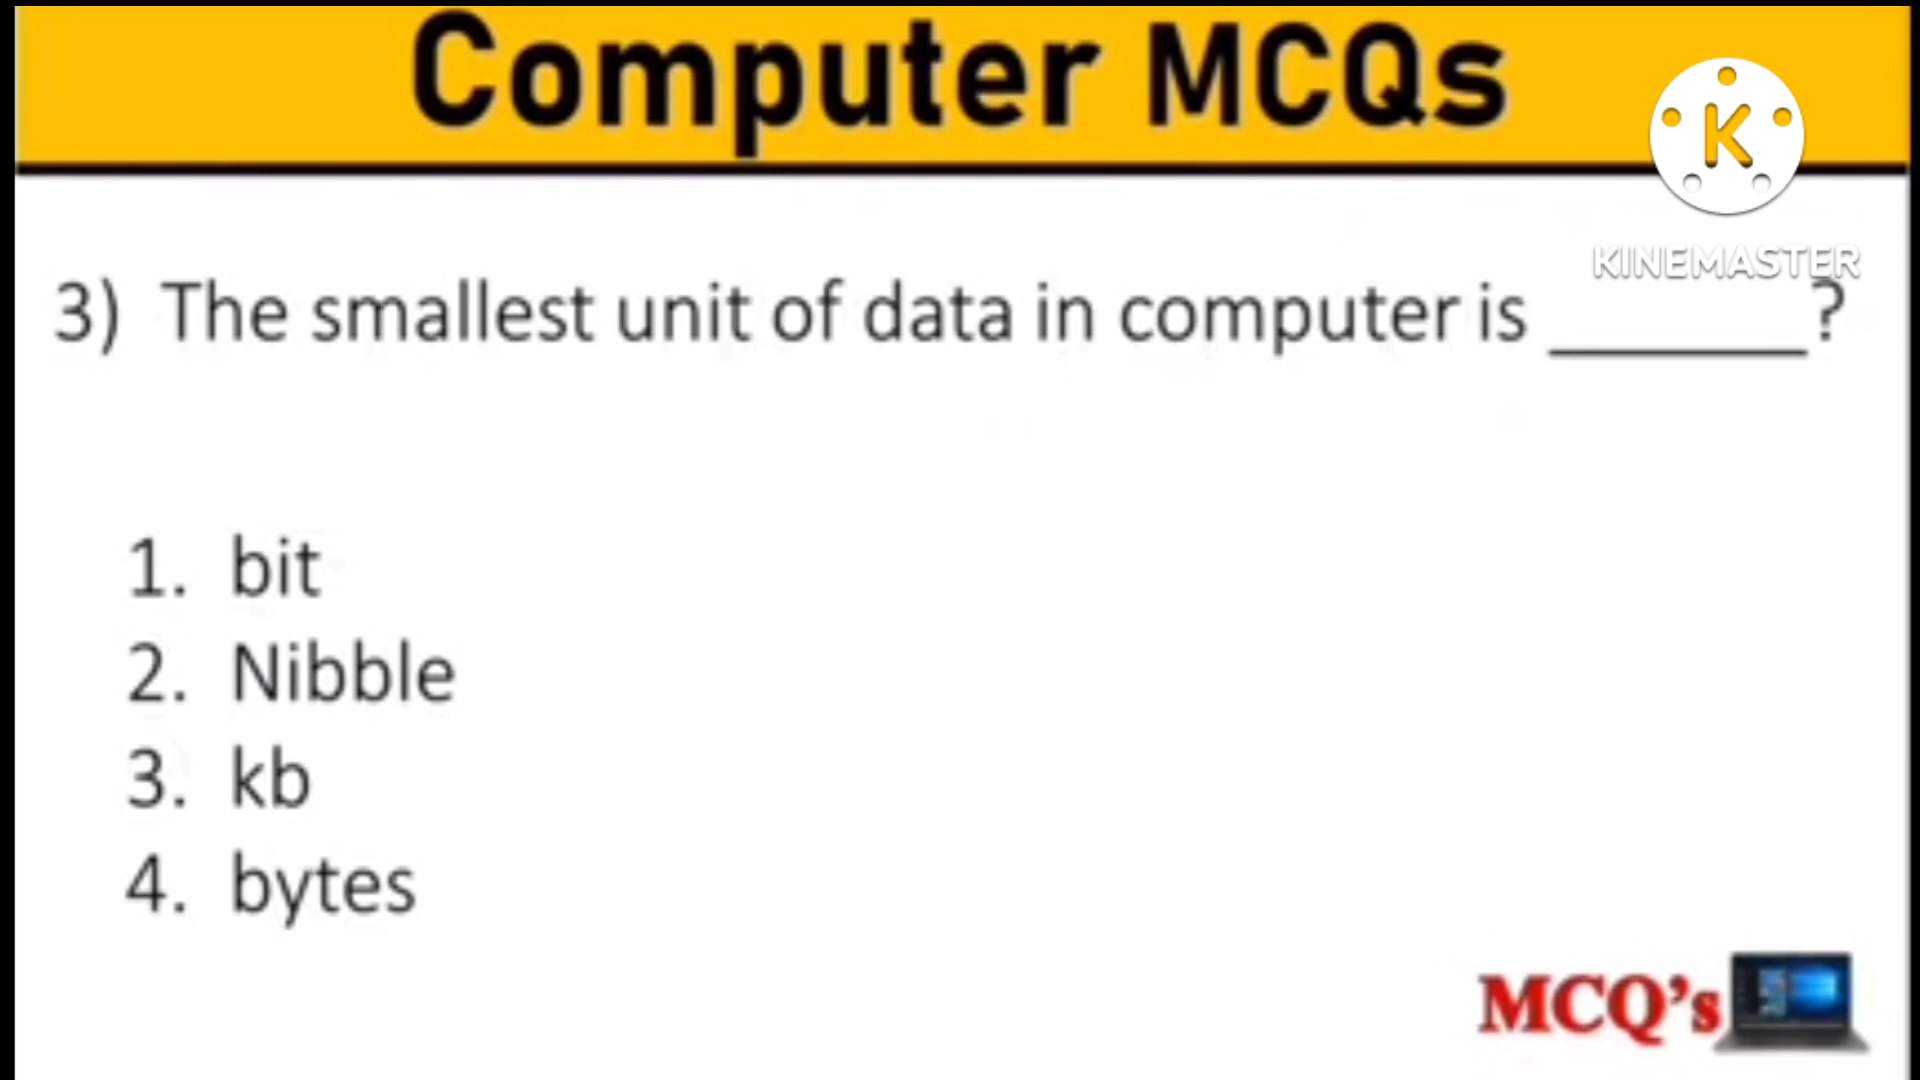 Computer MCQs
K
KINEMASTER
3) The smallest unit of data in computer is _______?
1. bit
2. Nibble
3. kb
4. bytes
MCQ's